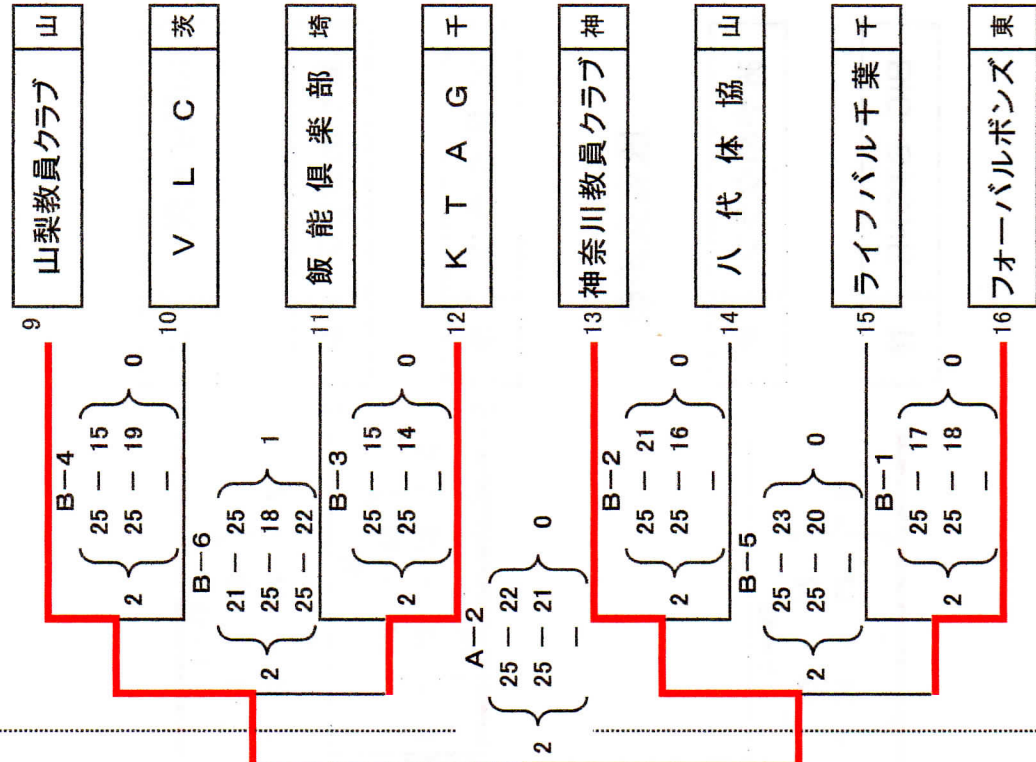 9 山梨教員クラブ 山
10 V L C 茨
11 飯能倶楽部 埼
12 K T A G 千
13 神奈川教員クラブ 神
14 八代体協 山
15 ライフバル千葉 千
16 フォーバルボンズ 東
B－4
2 0
25 － 15
25 － 19
－
B－6
2 1
21 － 25
25 － 18
25 － 22
B－3
2 0
25 － 15
25 － 14
－
A－2
2 0
25 － 22
25 － 21
－
B－2
2 0
25 － 21
25 － 16
－
B－5
2 0
25 － 23
25 － 20
－
B－1
2 0
25 － 17
25 － 18
－